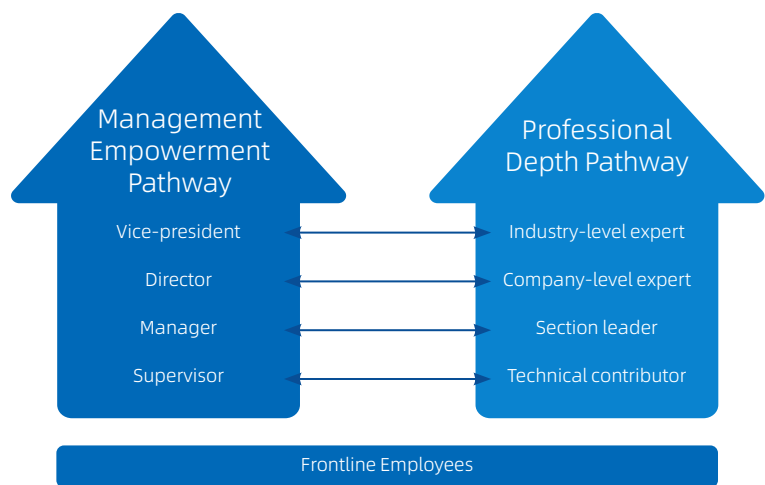 Management
Empowerment
Pathway
Vice-president
Director
Manager
Supervisor
Professional
Depth Pathway
Industry-level expert
Company-level expert
Section leader
Technical contributor
Frontline Employees